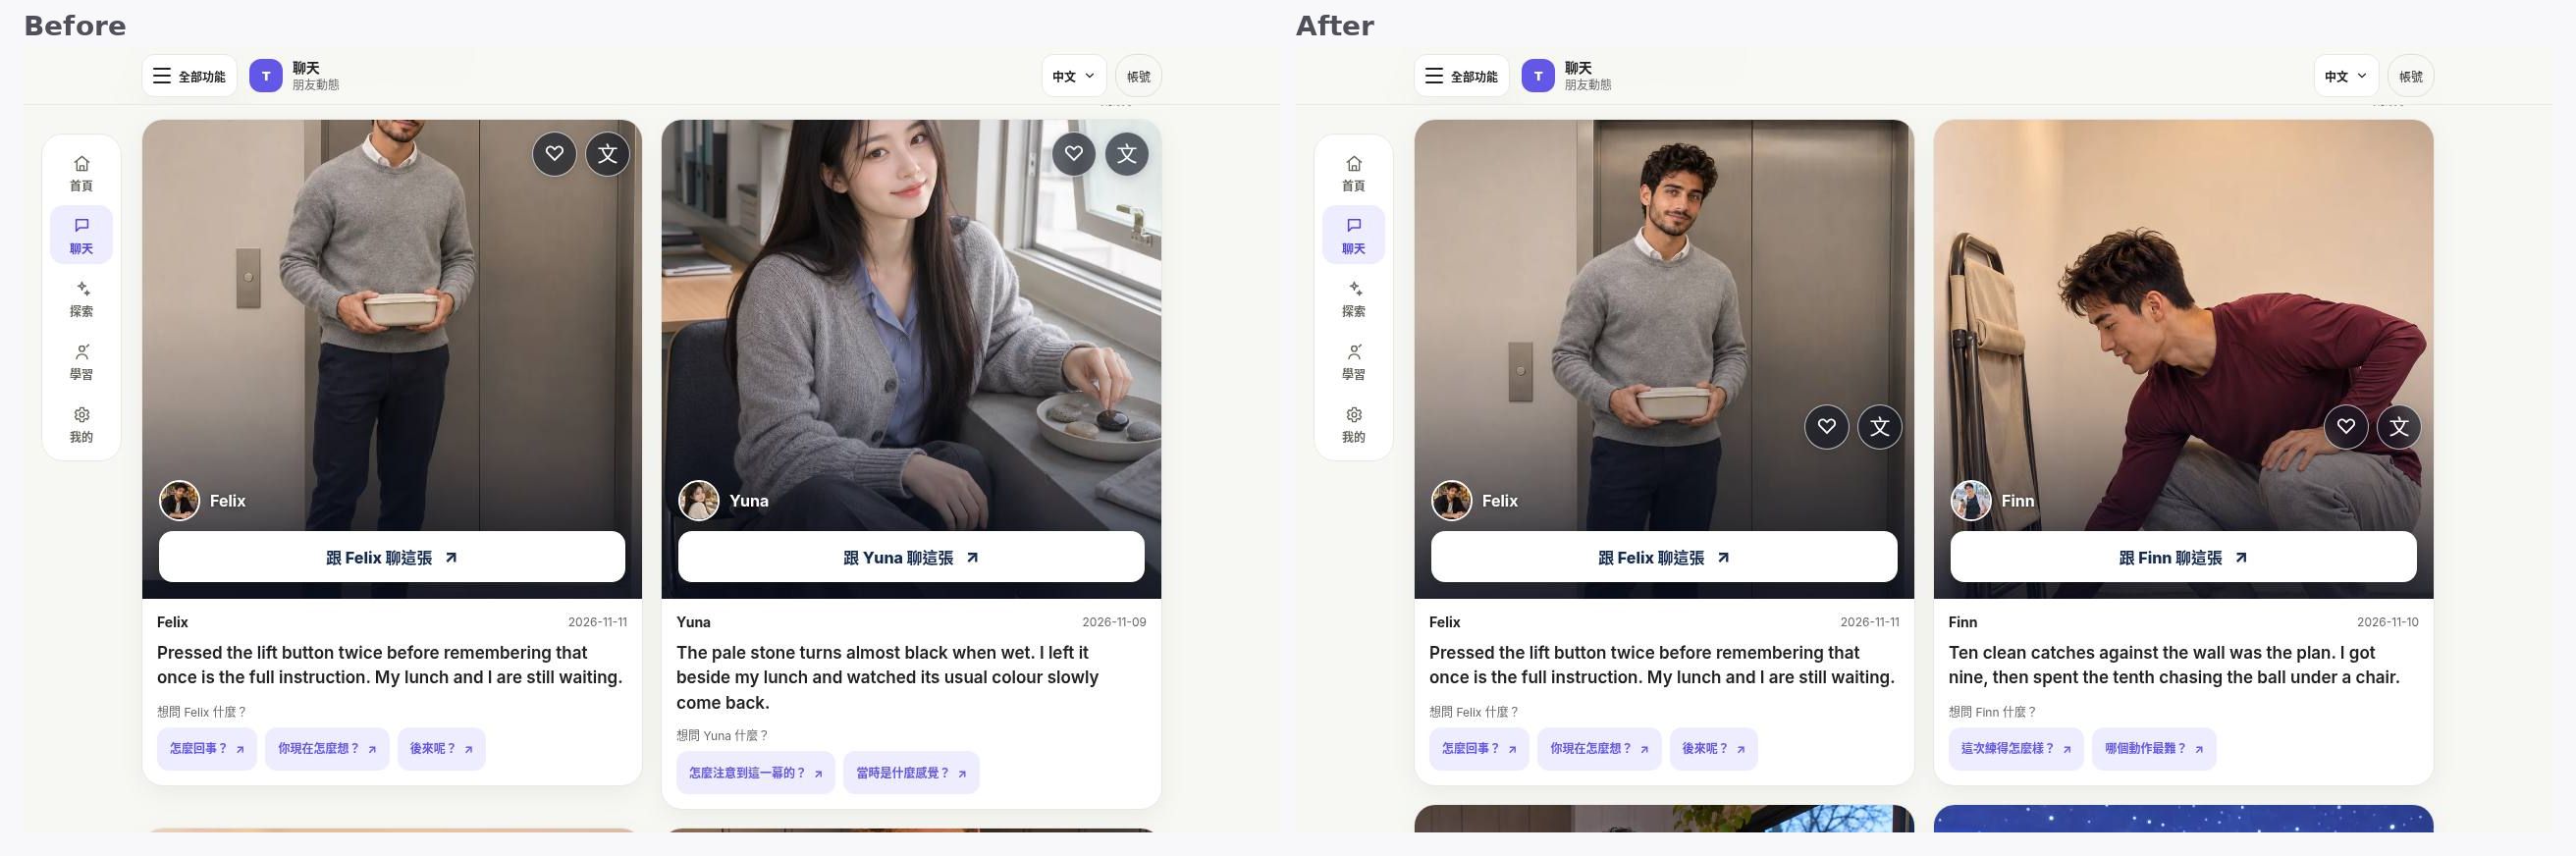 Before
全部功能
T
聊天
朋友動態
中文
帳號
首頁
聊天
探索
學習
我的
文
Felix
跟 Felix 聊這張
Felix
2026-11-11
Pressed the lift button twice before remembering that
once is the full instruction. My lunch and I are still waiting.
想問 Felix 什麼？
怎麼回事？
你現在怎麼想？
後來呢？
文
Yuna
跟 Yuna 聊這張
Yuna
2026-11-09
The pale stone turns almost black when wet. I left it
beside my lunch and watched its usual colour slowly
come back.
想問 Yuna 什麼？
怎麼注意到這一幕的？
當時是什麼感覺？
After
全部功能
T
聊天
朋友動態
中文
帳號
首頁
聊天
探索
學習
我的
文
Felix
跟 Felix 聊這張
Felix
2026-11-11
Pressed the lift button twice before remembering that
once is the full instruction. My lunch and I are still waiting.
想問 Felix 什麼？
怎麼回事？
你現在怎麼想？
後來呢？
文
Finn
跟 Finn 聊這張
Finn
2026-11-10
Ten clean catches against the wall was the plan. I got
nine, then spent the tenth chasing the ball under a chair.
想問 Finn 什麼？
這次練得怎麼樣？
哪個動作最難？